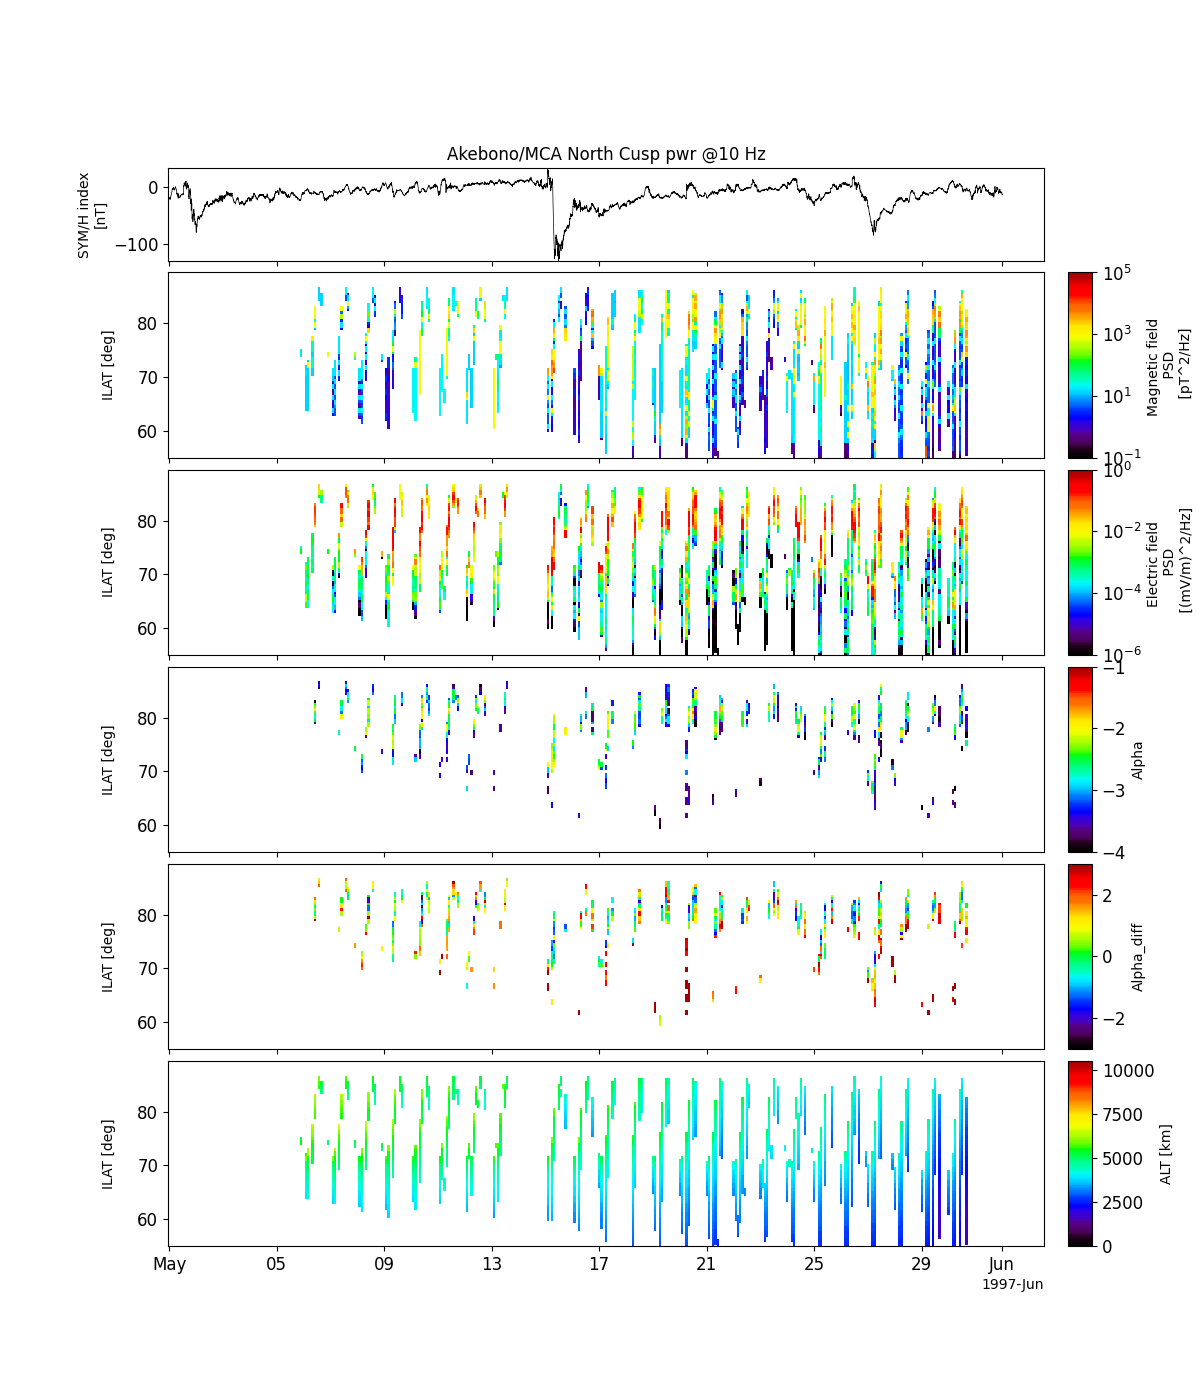 Akebono/MCA North Cusp pwr @10 Hz
SYM/H index
[nT]
0
−100
ILAT [deg]
80
70
60
10^5
10^3
10^1
10^-1
Magnetic field
PSD
[pT^2/Hz]
ILAT [deg]
80
70
60
10^0
10^-2
10^-4
10^-6
Electric field
PSD
[(mV/m)^2/Hz]
ILAT [deg]
80
70
60
−1
−2
−3
−4
Alpha
ILAT [deg]
80
70
60
2
0
−2
Alpha_diff
ILAT [deg]
80
70
60
10000
7500
5000
2500
0
ALT [km]
May 05 09 13 17 21 25 29 Jun
1997-Jun